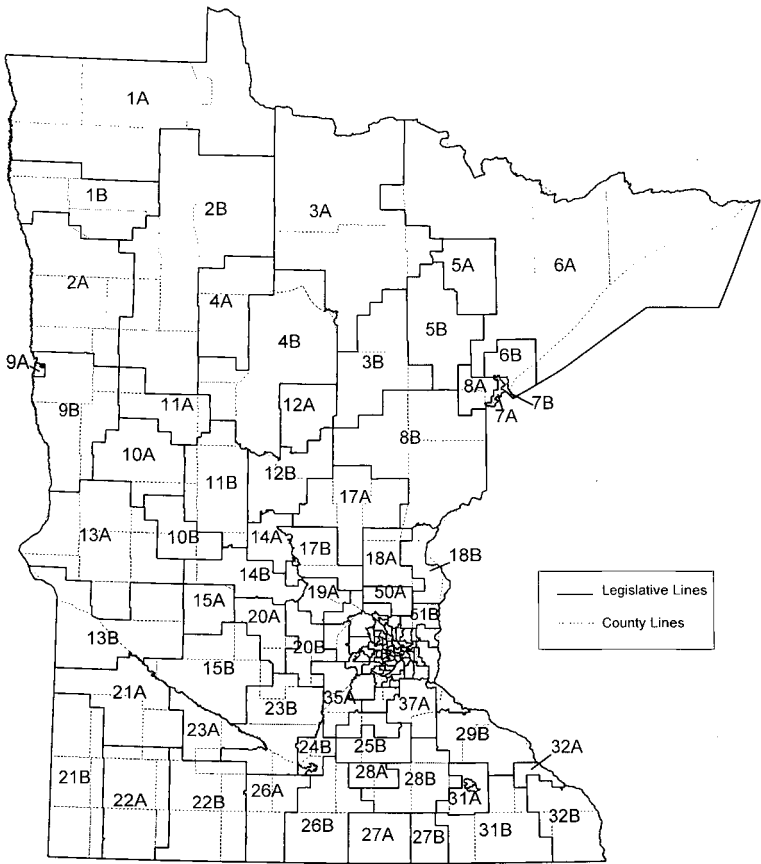 1A
1B
2B
3A
2A
5A
6A
4A
5B
4B
6B
9A
3B
8A
7B
7A
9B
11A
12A
8B
10A
12B
11B
17A
13A
10B
14A
17B
18A
18B
14B
19A
50A
15A
20A
51B
13B
20B
15B
21A
35A
37A
23B
23A
29B
24B
25B
32A
21B
28A
28B
22A
22B
26A
31A
26B
27A
27B
31B
32B
Legislative Lines
County Lines